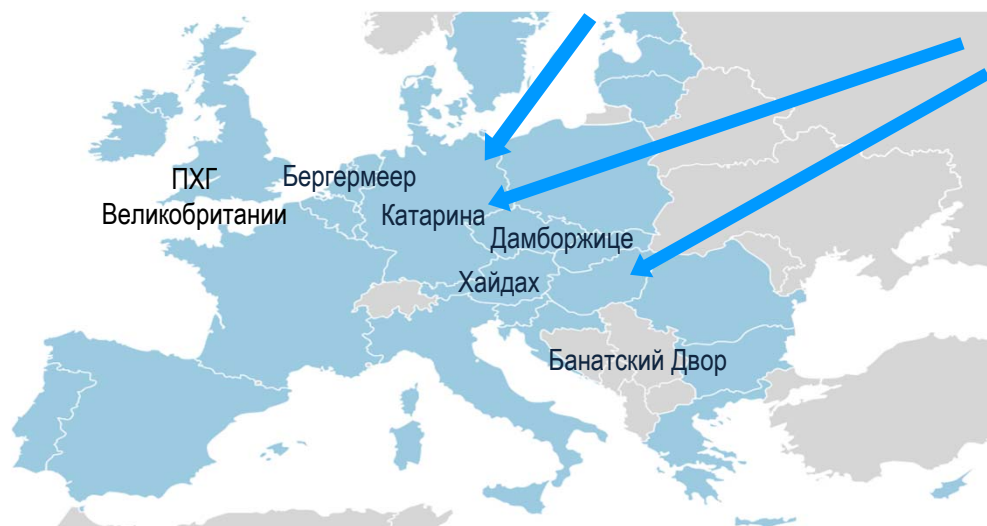 ПХГ
Великобритании
Бергермеер
Катарина
Дамборжице
Хайдах
Банатский Двор